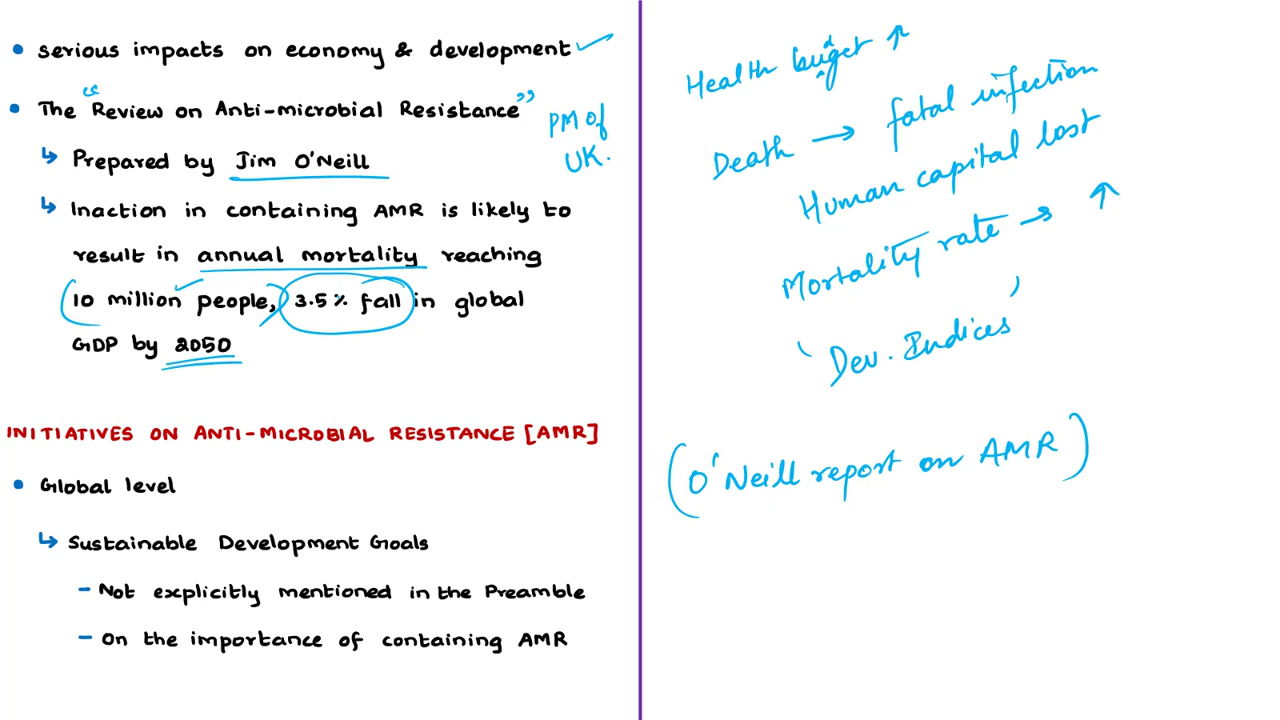 • serious impacts on economy & development
• The "Review on Anti-microbial Resistance"
PM of
UK.
↳ Prepared by Jim O'Neill
↳ Inaction in containing AMR is likely to
result in annual mortality reaching
10 million people, 3.5% fall in global
GDP by 2050
INITIATIVES ON ANTI-MICROBIAL RESISTANCE [AMR]
• Global level
↳ Sustainable Development Goals
- Not explicitly mentioned in the Preamble
- On the importance of containing AMR
Health budget ↑
Death → fatal infection
Human capital lost
Mortality rate → ↑
(Dev. Indices)
(O'Neill report on AMR)